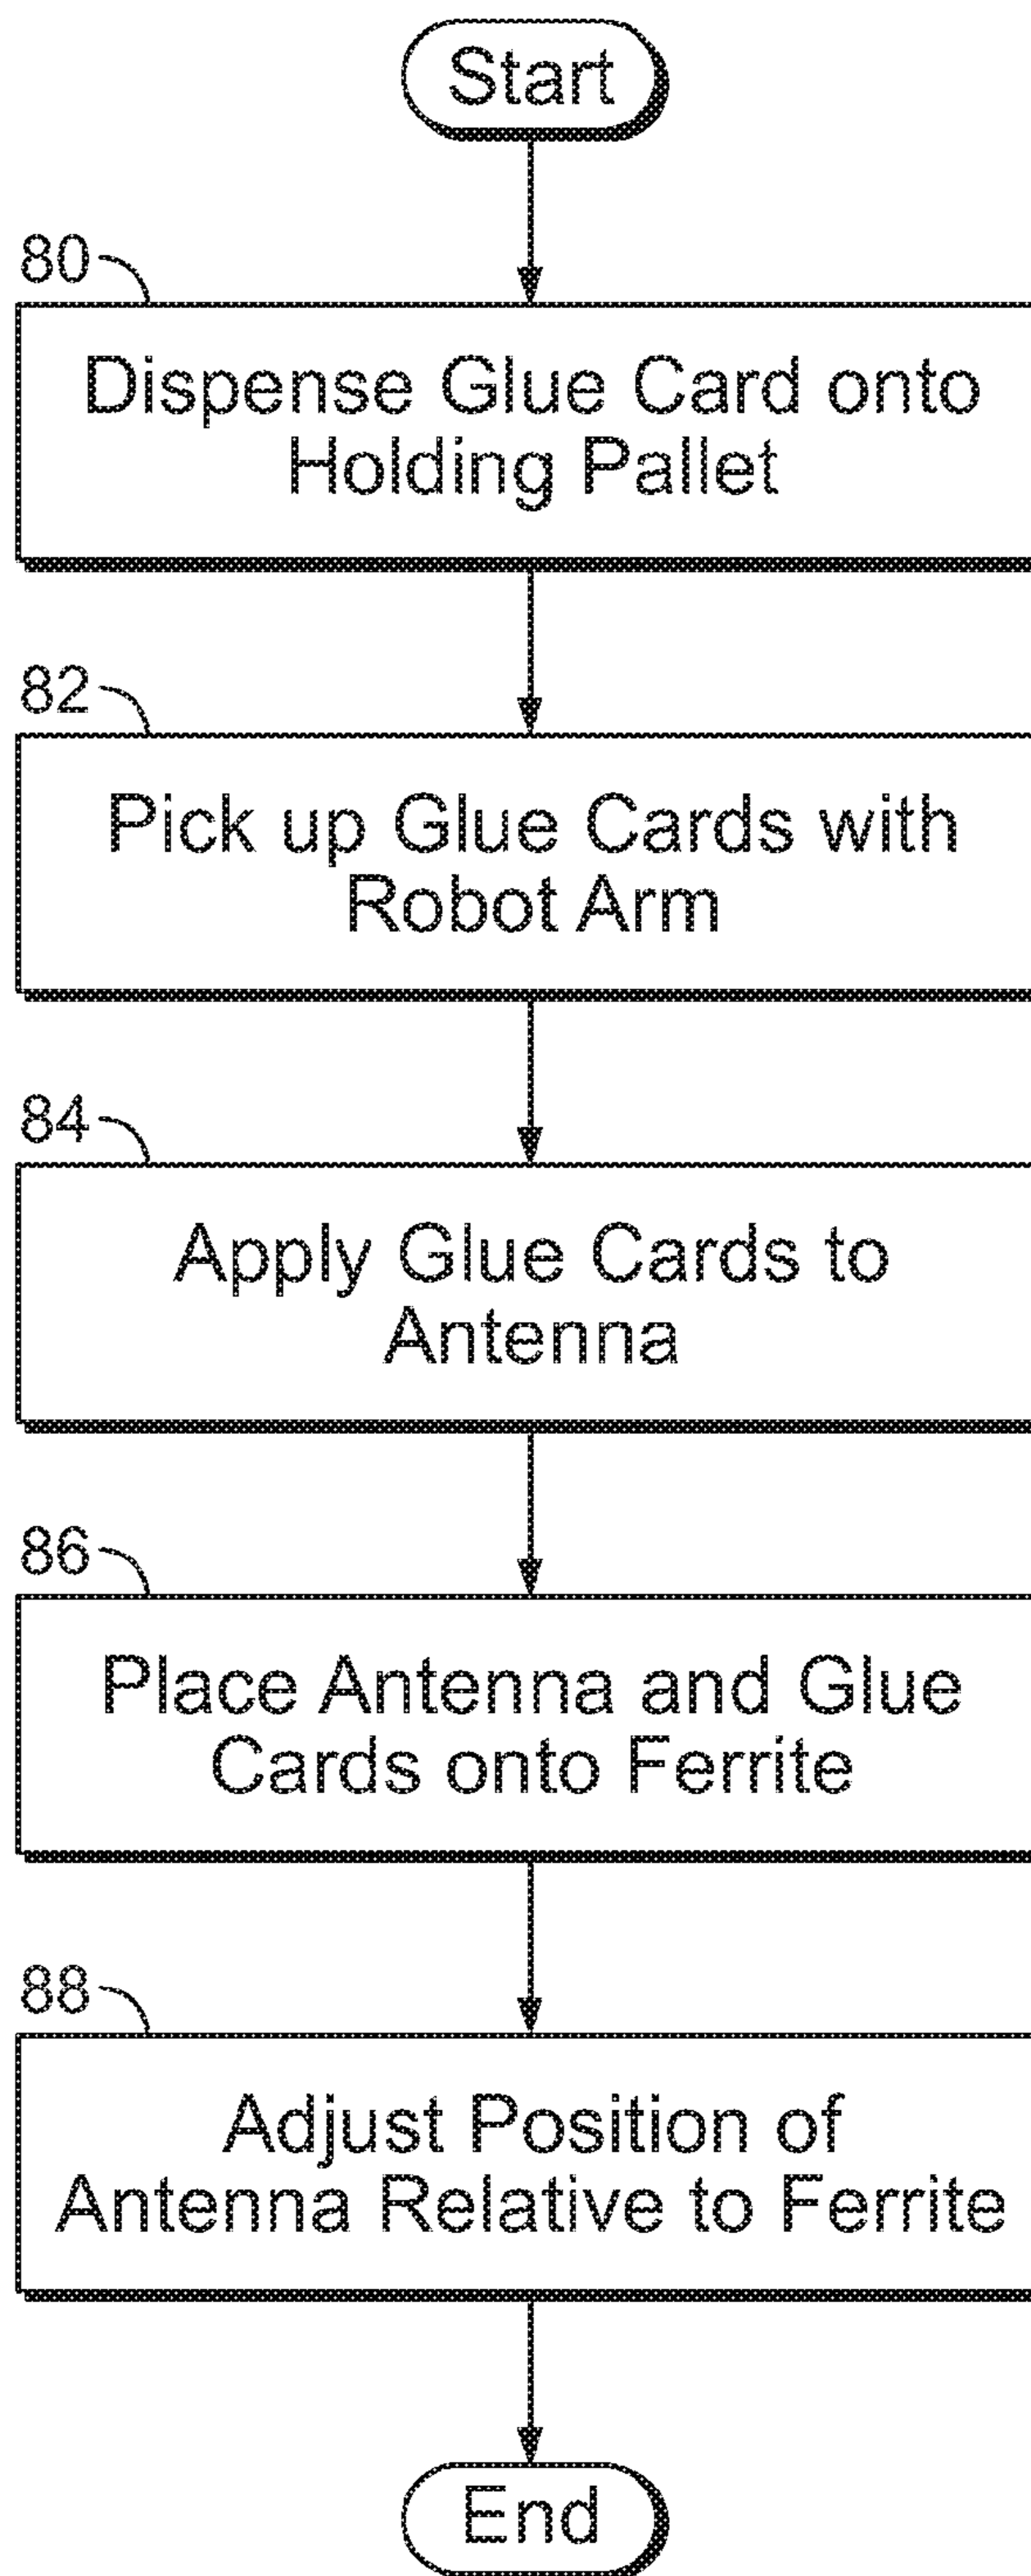 Start
80
Dispense Glue Card onto
Holding Pallet
82
Pick up Glue Cards with
Robot Arm
84
Apply Glue Cards to
Antenna
86
Place Antenna and Glue
Cards onto Ferrite
88
Adjust Position of
Antenna Relative to Ferrite
End